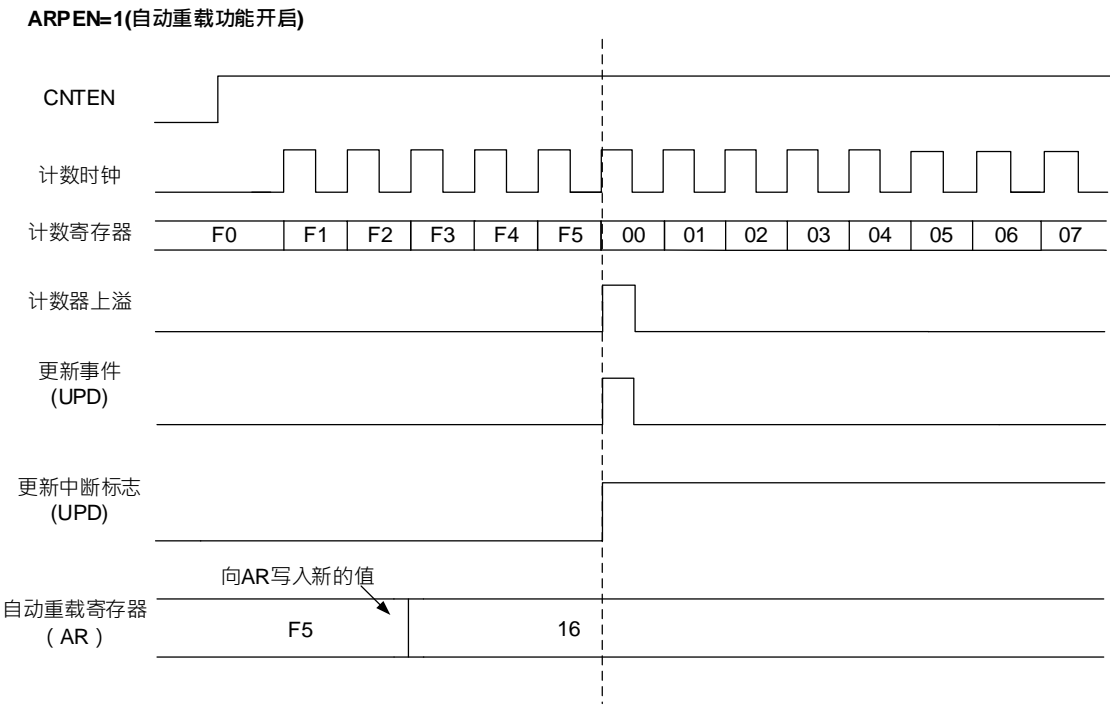 ARPEN=1(自动重载功能开启)
CNTEN
计数时钟
计数寄存器
F0 F1 F2 F3 F4 F5 00 01 02 03 04 05 06 07
计数器上溢
更新事件
(UPD)
更新中断标志
(UPD)
向AR写入新的值
自动重载寄存器
(AR)
F5 16